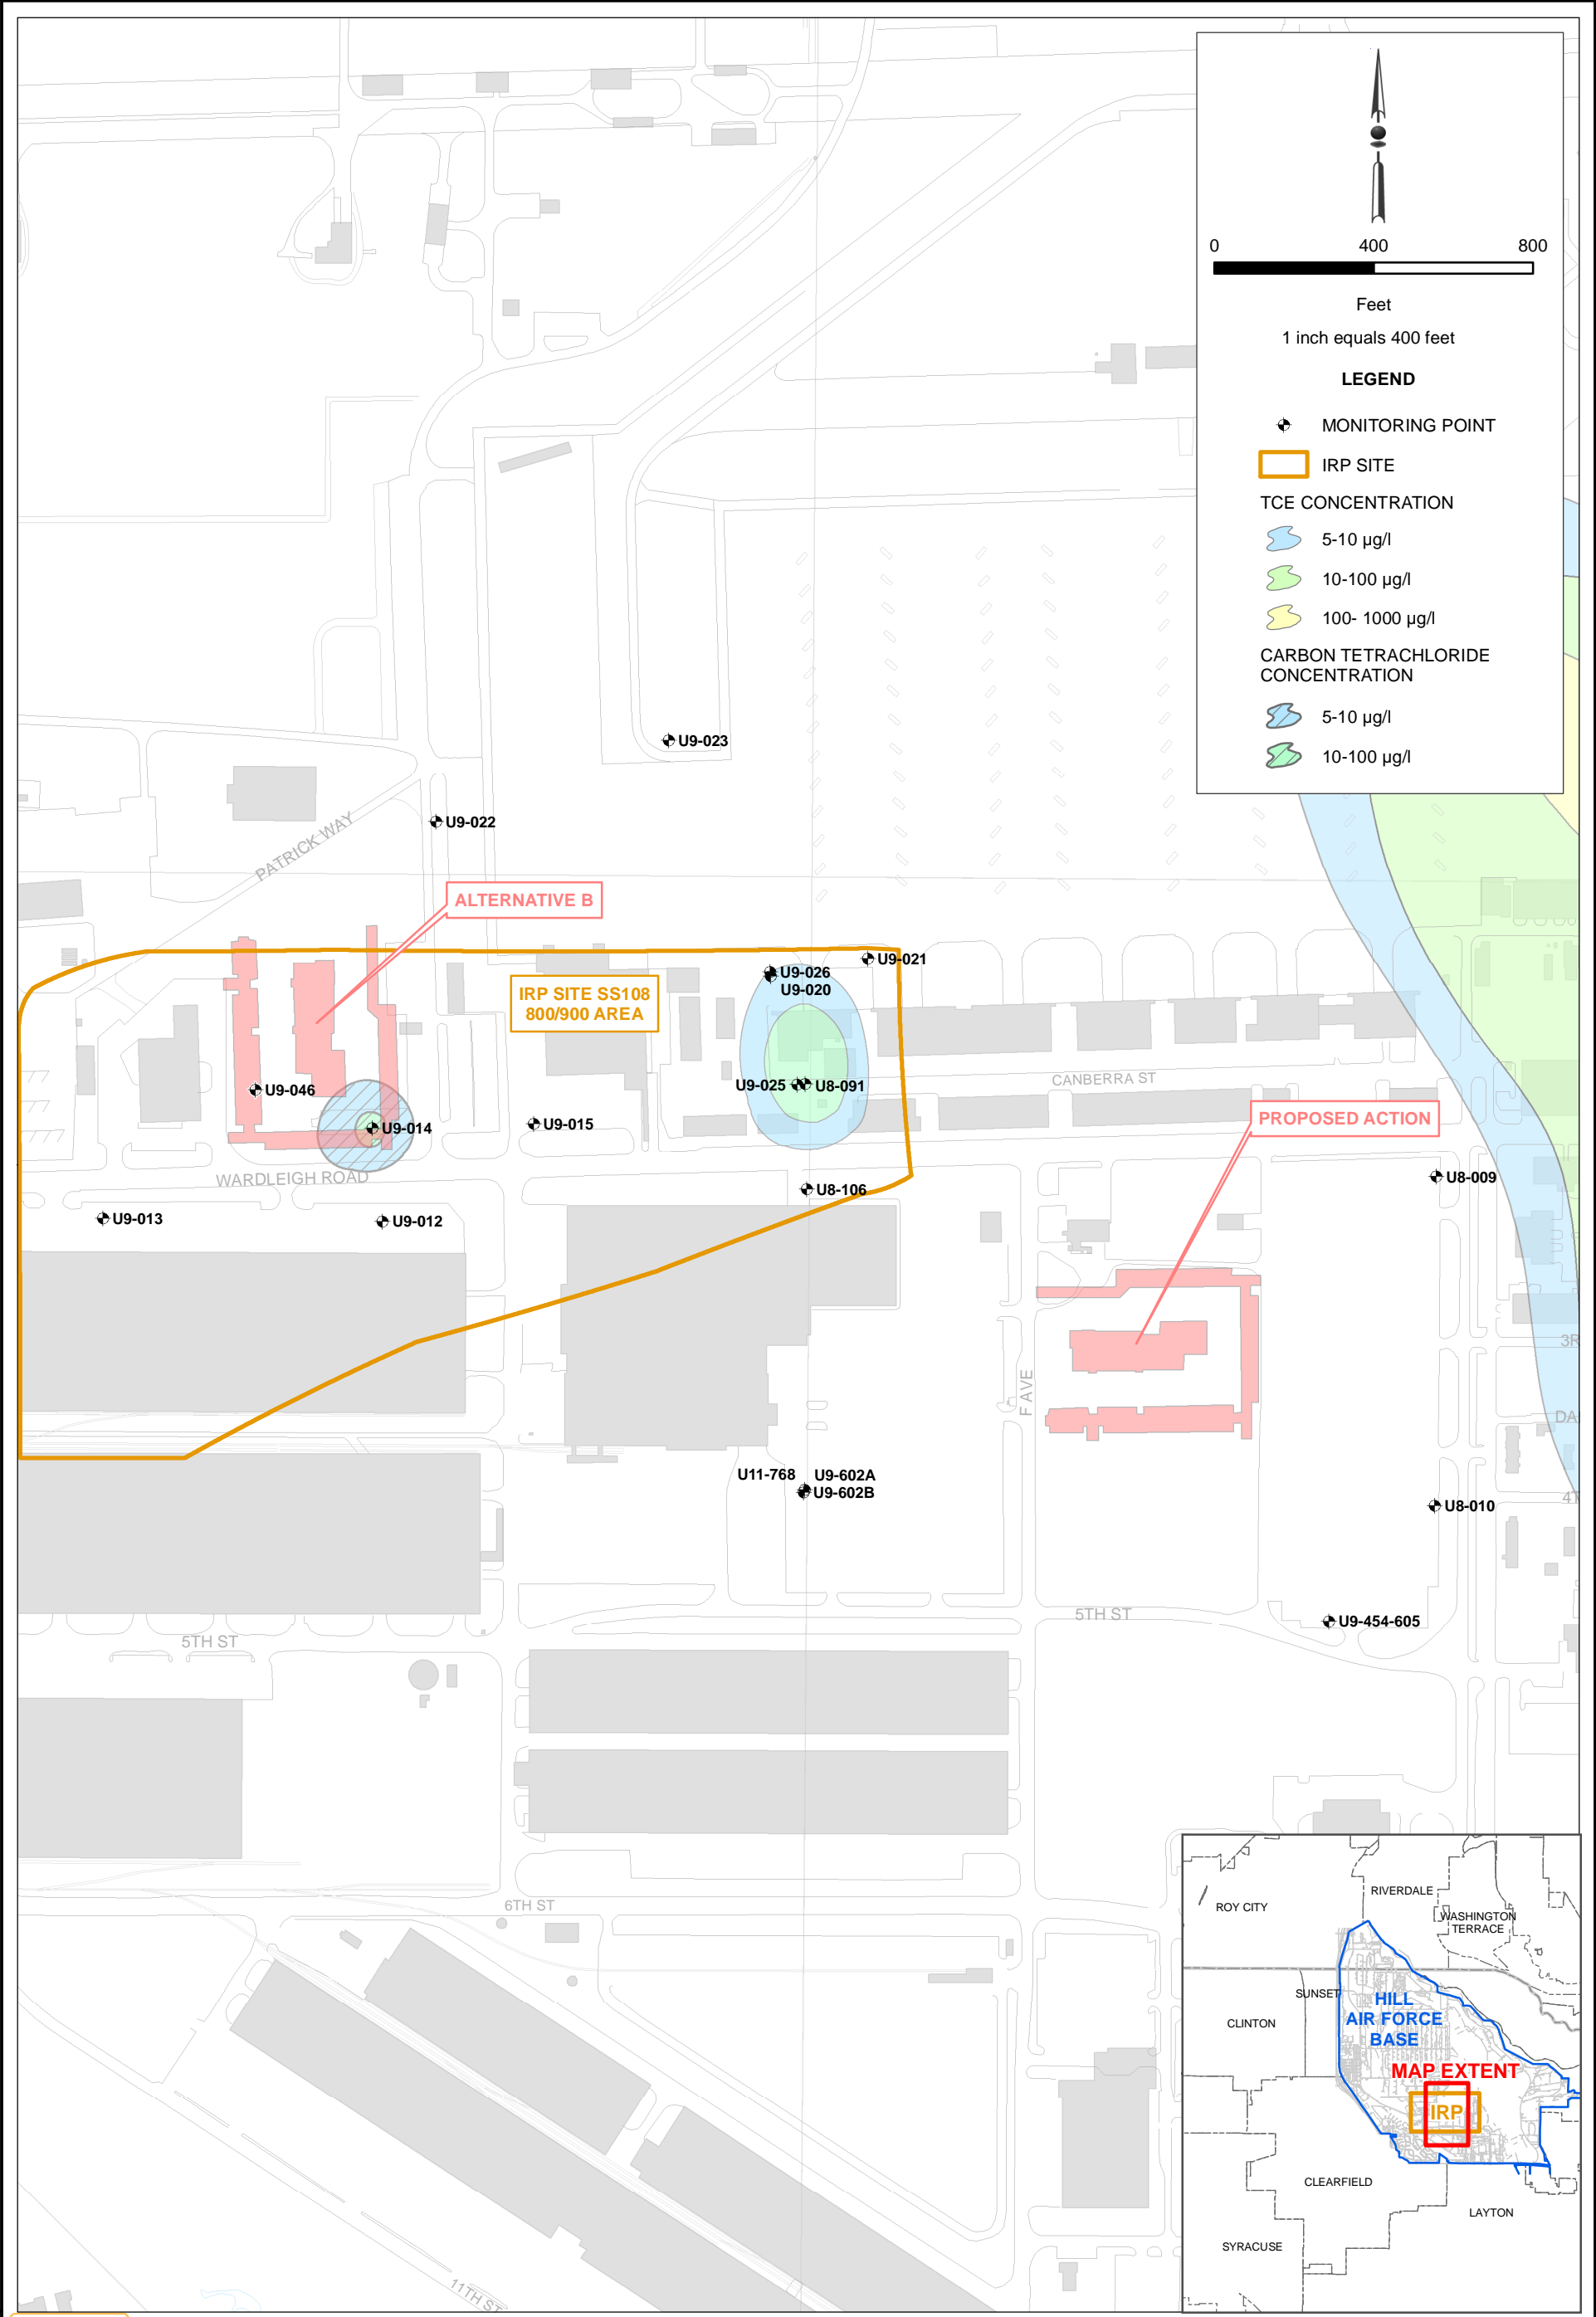 0 400 800
Feet
1 inch equals 400 feet
LEGEND
MONITORING POINT
IRP SITE
TCE CONCENTRATION
5-10 µg/l
10-100 µg/l
100- 1000 µg/l
CARBON TETRACHLORIDE
CONCENTRATION
5-10 µg/l
10-100 µg/l
U9-023
U9-022
PATRICK WAY
ALTERNATIVE B
U9-021
U9-026
U9-020
IRP SITE SS108
800/900 AREA
U9-025
U8-091
CANBERRA ST
U9-046
PROPOSED ACTION
U9-014
U9-015
WARDLEIGH ROAD
U8-009
U8-106
U9-013
U9-012
3R
F AVE
DA
U11-768
U9-602A
U9-602B
4T
U8-010
5TH ST
U9-454-605
5TH ST
6TH ST
11TH ST
RIVERDALE
ROY CITY
WASHINGTON
TERRACE
SUNSET
HILL
AIR FORCE
BASE
CLINTON
MAP EXTENT
IRP
CLEARFIELD
LAYTON
SYRACUSE